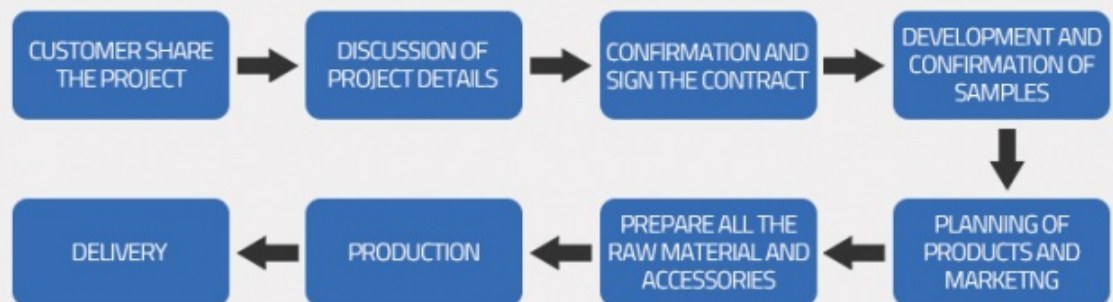 CUSTOMER SHARE
THE PROJECT
DISCUSSION OF
PROJECT DETAILS
CONFIRMATION AND
SIGN THE CONTRACT
DEVELOPMENT AND
CONFIRMATION OF
SAMPLES
PLANNING OF
PRODUCTS AND
MARKETNG
PREPARE ALL THE
RAW MATERIAL AND
ACCESSORIES
PRODUCTION
DELIVERY